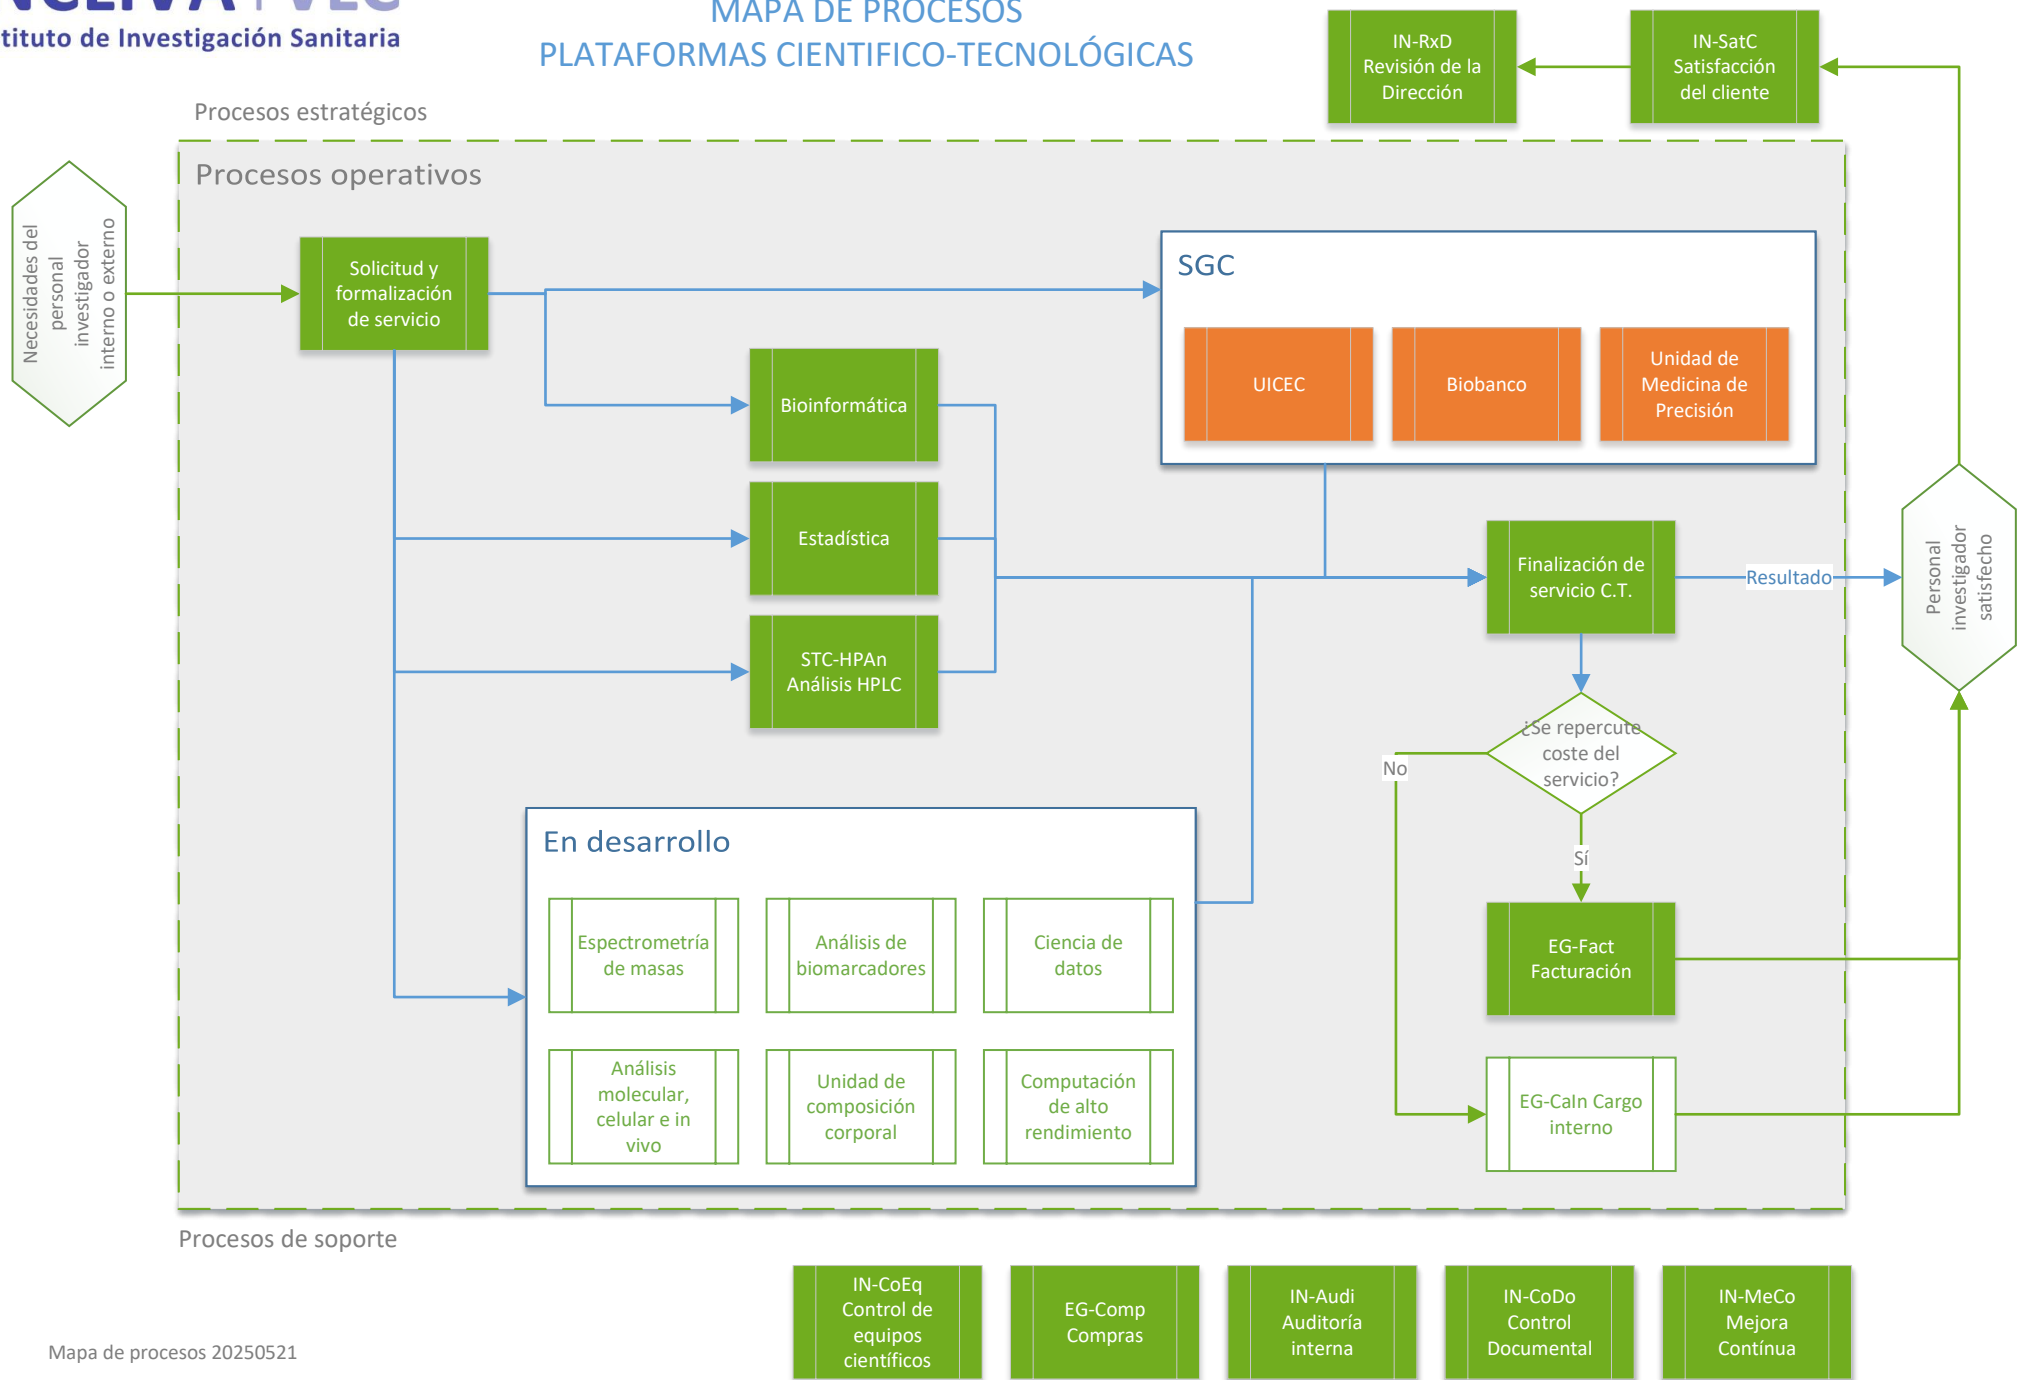 MAPA DE PROCESOS
PLATAFORMAS CIENTIFICO-TECNOLÓGICAS
de Investigación Sanitaria
IN-RxD
Revisión de la
Dirección
IN-SatC
Satisfacción
del cliente
Procesos estratégicos
Procesos operativos
Necesidades del
personal
investigador
interno o externo
Solicitud y
formalización
de servicio
SGC
UICEC
Biobanco
Unidad de
Medicina de
Precisión
Bioinformática
Estadística
STC-HPAn
Análisis HPLC
Finalización de
servicio C.T.
Resultado
Personal
investigador
satisfecho
¿Se repercute
coste del
servicio?
No
Sí
En desarrollo
Espectrometría
de masas
Análisis de
biomarcadores
Ciencia de
datos
Análisis
molecular,
celular e in
vivo
Unidad de
composición
corporal
Computación
de alto
rendimiento
EG-Fact
Facturación
EG-CaIn Cargo
interno
Procesos de soporte
IN-CoEq
Control de
equipos
científicos
EG-Comp
Compras
IN-Audi
Auditoría
interna
IN-CoDo
Control
Documental
IN-MeCo
Mejora
Contínua
Mapa de procesos 20250521